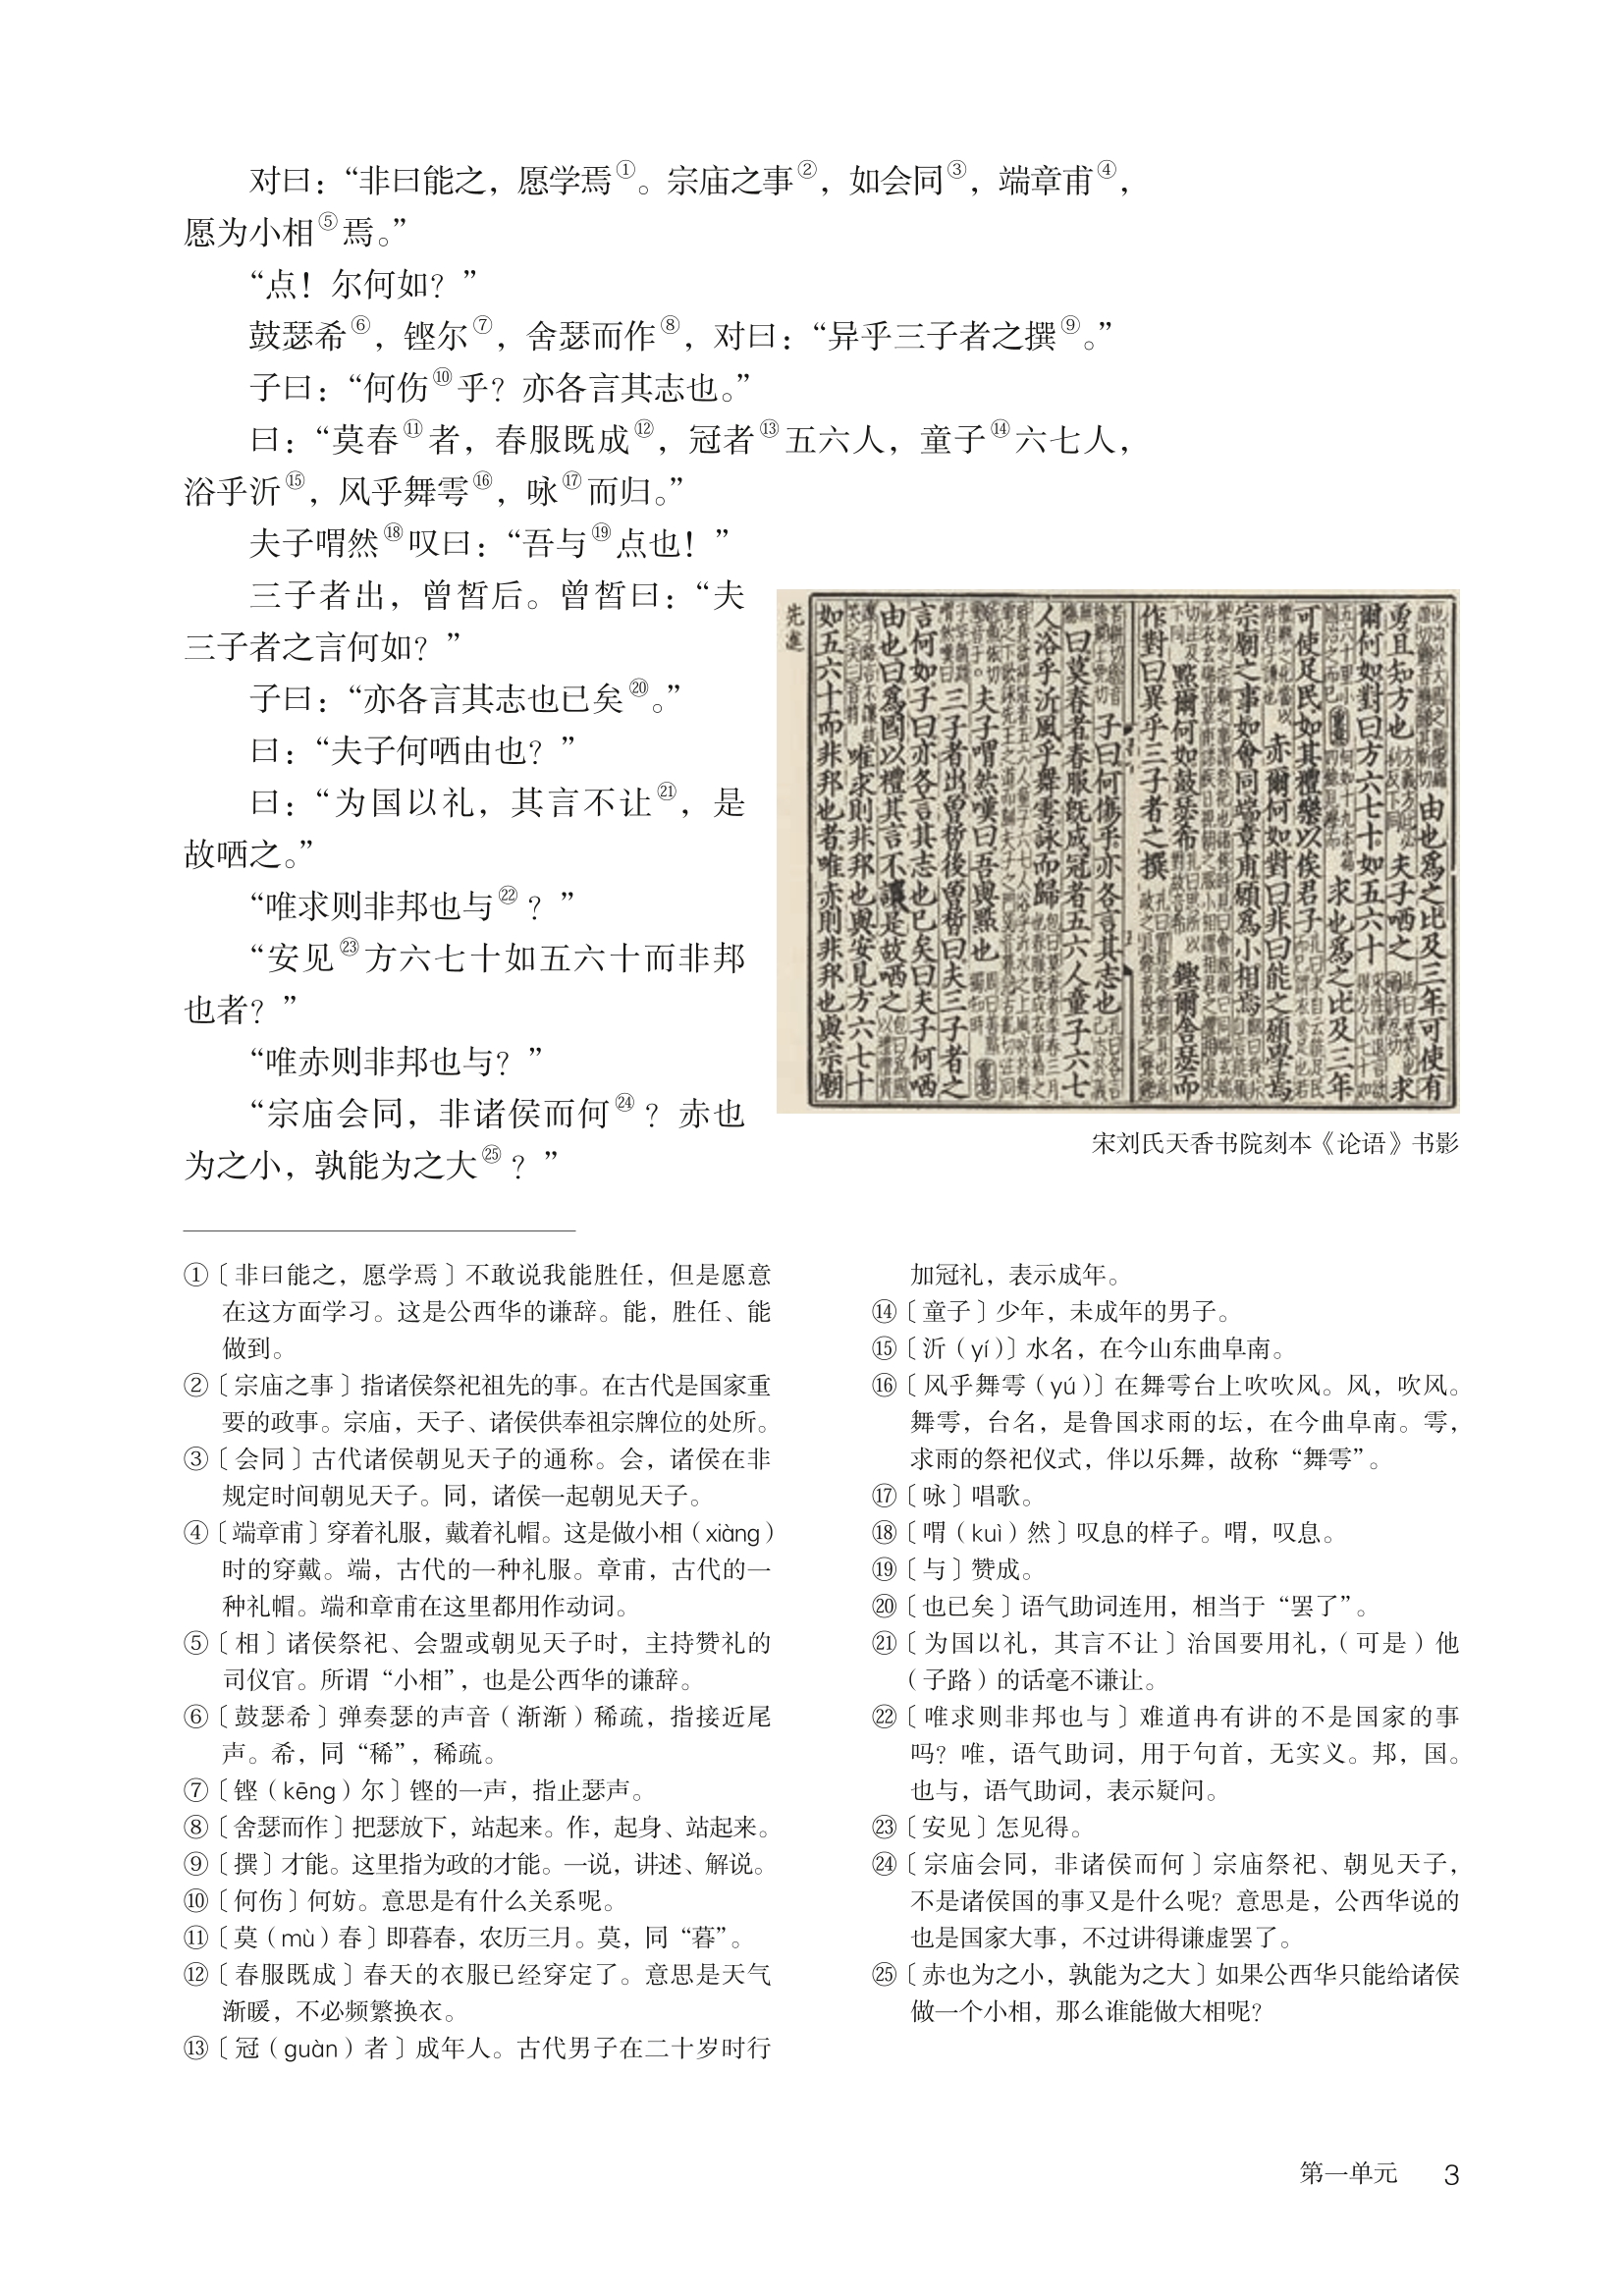 对曰：“非曰能之，愿学焉①。宗庙之事②，如会同③，端章甫④，
愿为小相⑤焉。”
“点！尔何如？”
鼓瑟希⑥，铿尔⑦，舍瑟而作⑧，对曰：“异乎三子者之撰⑨。”
子曰：“何伤⑩乎？亦各言其志也。”
曰：“莫春⑪者，春服既成⑫，冠者⑬五六人，童子⑭六七人，
浴乎沂⑮，风乎舞雩⑯，咏⑰而归。”
夫子喟然⑱叹曰：“吾与⑲点也！”
三子者出，曾皙后。曾皙曰：“夫
三子者之言何如？”
子曰：“亦各言其志也已矣⑳。”
曰：“夫子何哂由也？”
曰：“为国以礼，其言不让㉑，是
故哂之。”
“唯求则非邦也与㉒？”
“安见㉓方六七十如五六十而非邦
也者？”
“唯赤则非邦也与？”
“宗庙会同，非诸侯而何㉔？赤也
为之小，孰能为之大㉕？”
先進
由也爲之比及三年可使有
勇且知方也
夫子哂之
求
爾何如對曰方六七十如五六十
求也爲之比及三年
可使足民如其禮樂以俟君子
赤爾何如對曰非曰能之願學焉
宗廟之事如會同端章甫願爲小相焉
點爾何如鼓瑟希
鏗爾舍瑟而
作對曰異乎三子者之撰
子曰何傷乎亦各言其志也
曰莫春者春服既成冠者五六人童子六七
人浴乎沂風乎舞雩詠而歸
夫子喟然嘆曰吾與點也
三子者出曾晳後曾晳曰夫三子者之
言何如子曰亦各言其志也已矣曰夫子何哂
由也曰爲國以禮其言不讓是故哂之
唯求則非邦也與安見方六七十
如五六十而非邦也者唯赤則非邦也與宗廟
宋刘氏天香书院刻本《论语》书影
①〔非曰能之，愿学焉〕不敢说我能胜任，但是愿意
在这方面学习。这是公西华的谦辞。能，胜任、能
做到。
②〔宗庙之事〕指诸侯祭祀祖先的事。在古代是国家重
要的政事。宗庙，天子、诸侯供奉祖宗牌位的处所。
③〔会同〕古代诸侯朝见天子的通称。会，诸侯在非
规定时间朝见天子。同，诸侯一起朝见天子。
④〔端章甫〕穿着礼服，戴着礼帽。这是做小相（xiàng）
时的穿戴。端，古代的一种礼服。章甫，古代的一
种礼帽。端和章甫在这里都用作动词。
⑤〔相〕诸侯祭祀、会盟或朝见天子时，主持赞礼的
司仪官。所谓“小相”，也是公西华的谦辞。
⑥〔鼓瑟希〕弹奏瑟的声音（渐渐）稀疏，指接近尾
声。希，同“稀”，稀疏。
⑦〔铿（kēng）尔〕铿的一声，指止瑟声。
⑧〔舍瑟而作〕把瑟放下，站起来。作，起身、站起来。
⑨〔撰〕才能。这里指为政的才能。一说，讲述、解说。
⑩〔何伤〕何妨。意思是有什么关系呢。
⑪〔莫（mù）春〕即暮春，农历三月。莫，同“暮”。
⑫〔春服既成〕春天的衣服已经穿定了。意思是天气
渐暖，不必频繁换衣。
⑬〔冠（guàn）者〕成年人。古代男子在二十岁时行
加冠礼，表示成年。
⑭〔童子〕少年，未成年的男子。
⑮〔沂（yí）〕水名，在今山东曲阜南。
⑯〔风乎舞雩（yú）〕在舞雩台上吹吹风。风，吹风。
舞雩，台名，是鲁国求雨的坛，在今曲阜南。雩，
求雨的祭祀仪式，伴以乐舞，故称“舞雩”。
⑰〔咏〕唱歌。
⑱〔喟（kuì）然〕叹息的样子。喟，叹息。
⑲〔与〕赞成。
⑳〔也已矣〕语气助词连用，相当于“罢了”。
㉑〔为国以礼，其言不让〕治国要用礼，（可是）他
（子路）的话毫不谦让。
㉒〔唯求则非邦也与〕难道冉有讲的不是国家的事
吗？唯，语气助词，用于句首，无实义。邦，国。
也与，语气助词，表示疑问。
㉓〔安见〕怎见得。
㉔〔宗庙会同，非诸侯而何〕宗庙祭祀、朝见天子，
不是诸侯国的事又是什么呢？意思是，公西华说的
也是国家大事，不过讲得谦虚罢了。
㉕〔赤也为之小，孰能为之大〕如果公西华只能给诸侯
做一个小相，那么谁能做大相呢？
第一单元 3